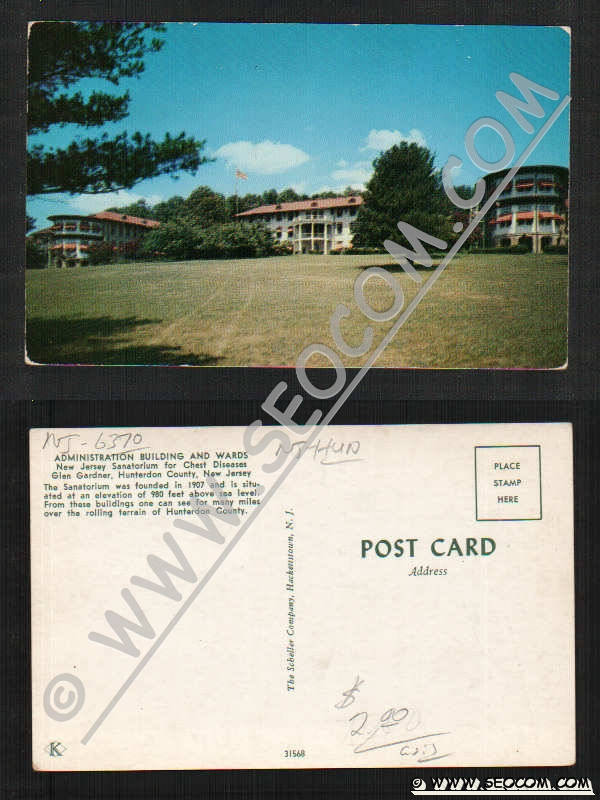 © WWW.SEOCOM.COM
NJ-6370
ADMINISTRATION BUILDING AND WARDS
New Jersey Sanatorium for Chest Diseases
Glen Gardner, Hunterdon County, New Jersey
The Sanatorium was founded in 1907 and is situ-
ated at an elevation of 980 feet above sea level.
From these buildings one can see for many miles
over the rolling terrain of Hunterdon County.
NJ-HUN
PLACE
STAMP
HERE
POST CARD
Address
The Scheller Company, Hackettstown, N. J.
$
2.00
K
31568
© WWW.SEOCOM.COM